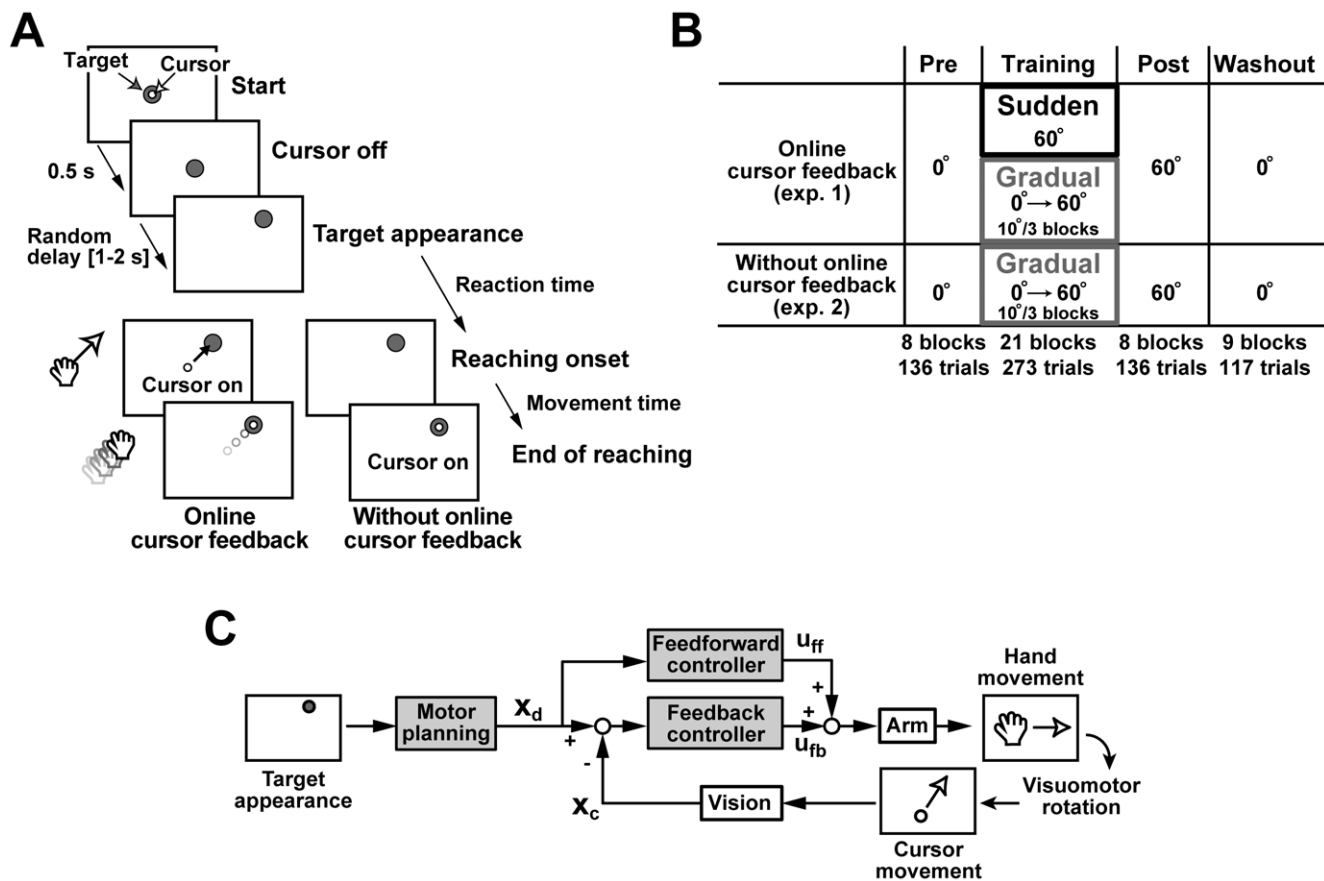 A
Target
Cursor
Start
Cursor off
0.5 s
Random
delay [1-2 s]
Target appearance
Reaction time
Cursor on
Reaching onset
Movement time
Cursor on
End of reaching
Online
cursor feedback
Without online
cursor feedback
B
Pre
Training
Post
Washout
Online
cursor feedback
(exp. 1)
0°
Sudden
60°
Gradual
0°→60°
10°/3 blocks
60°
0°
Without online
cursor feedback
(exp. 2)
0°
Gradual
0°→60°
10°/3 blocks
60°
0°
8 blocks
136 trials
21 blocks
273 trials
8 blocks
136 trials
9 blocks
117 trials
C
Target
appearance
Motor
planning
x_d
+
-
Feedforward
controller
u_ff
+
Feedback
controller
+
u_fb
Arm
Hand
movement
Visuomotor
rotation
Cursor
movement
Vision
x_c